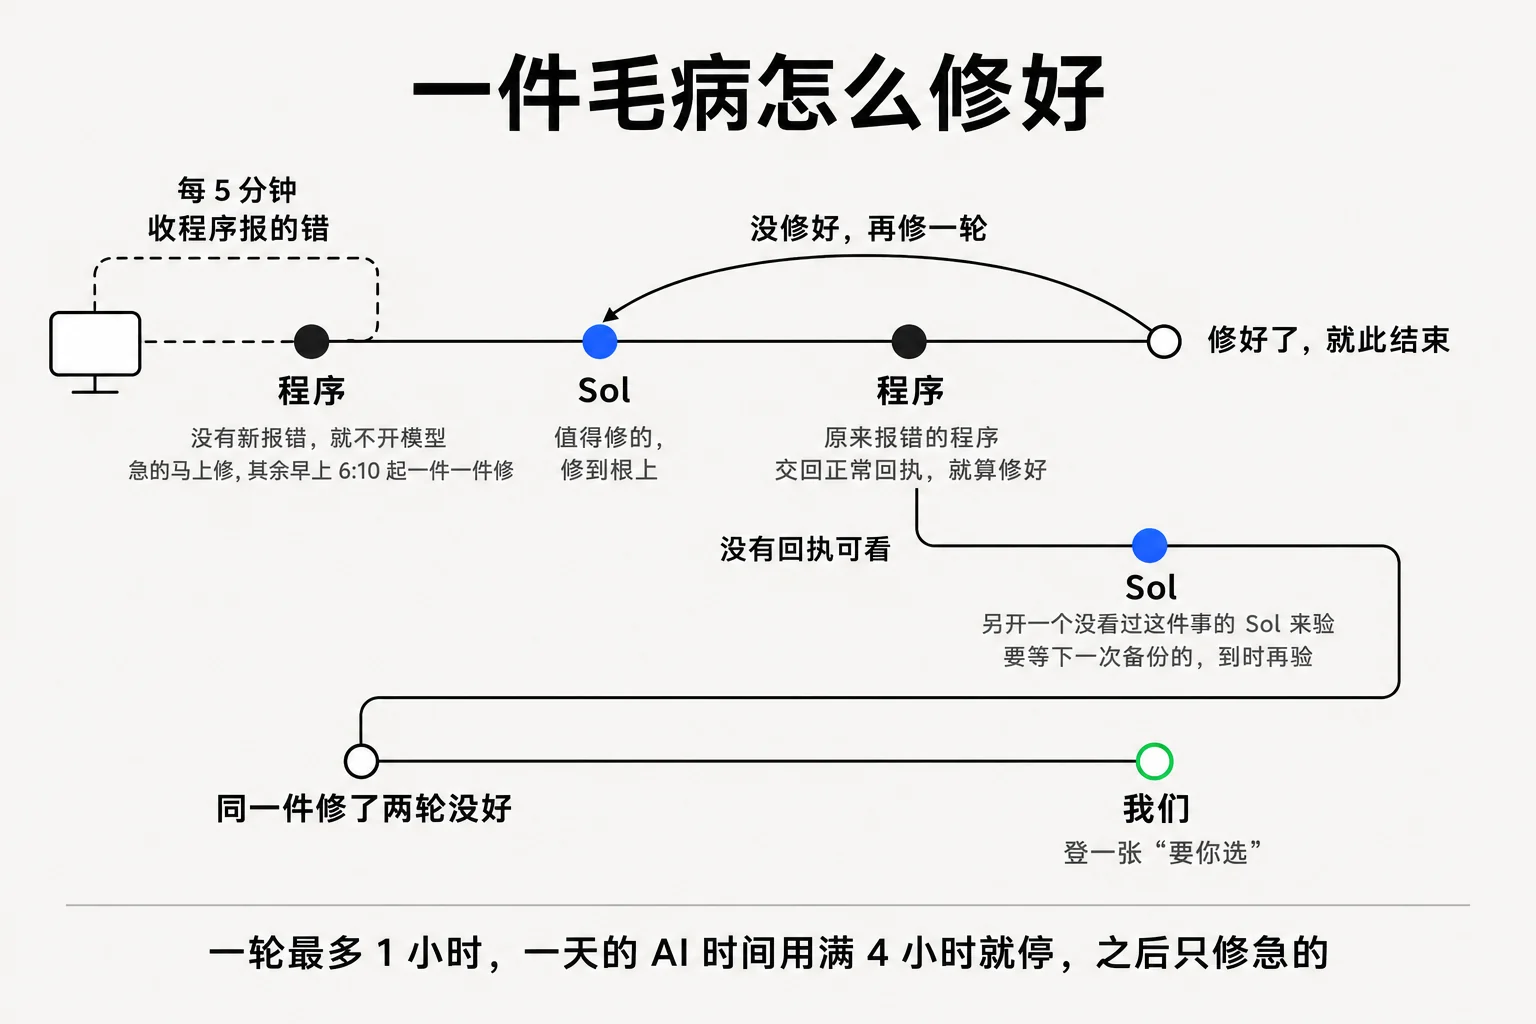 一件毛病怎么修好
每 5 分钟
收程序报的错
没修好，再修一轮
修好了，就此结束
程序
没有新报错，就不开模型
急的马上修, 其余早上 6:10 起一件一件修
Sol
值得修的，
修到根上
程序
原来报错的程序
交回正常回执，就算修好
没有回执可看
Sol
另开一个没看过这件事的 Sol 来验
要等下一次备份的，到时再验
同一件修了两轮没好
我们
登一张“要你选”
一轮最多 1 小时，一天的 AI 时间用满 4 小时就停，之后只修急的